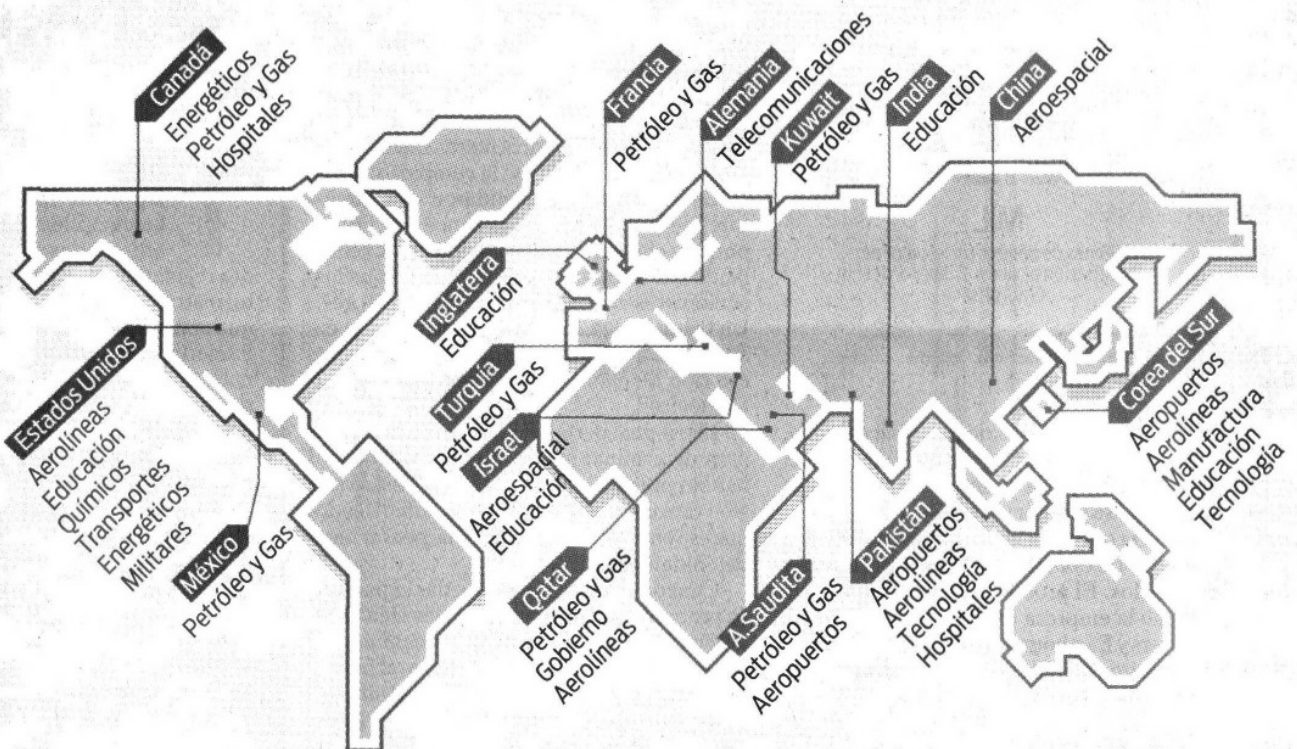 Canadá
Energéticos
Petróleo y Gas
Hospitales
Francia
Petróleo y Gas
Alemania
Telecomunicaciones
Kuwait
Petróleo y Gas
India
Educación
China
Aeroespacial
Inglaterra
Educación
Turquía
Petróleo y Gas
Israel
Aeroespacial
Educación
Estados Unidos
Aerolíneas
Educación
Químicos
Transportes
Energéticos
Militares
México
Petróleo y Gas
Qatar
Petróleo y Gas
Gobierno
Aerolíneas
A.Saudita
Petróleo y Gas
Aeropuertos
Pakistán
Aeropuertos
Aerolíneas
Tecnología
Hospitales
Corea del Sur
Aeropuertos
Aerolíneas
Manufactura
Educación
Tecnología